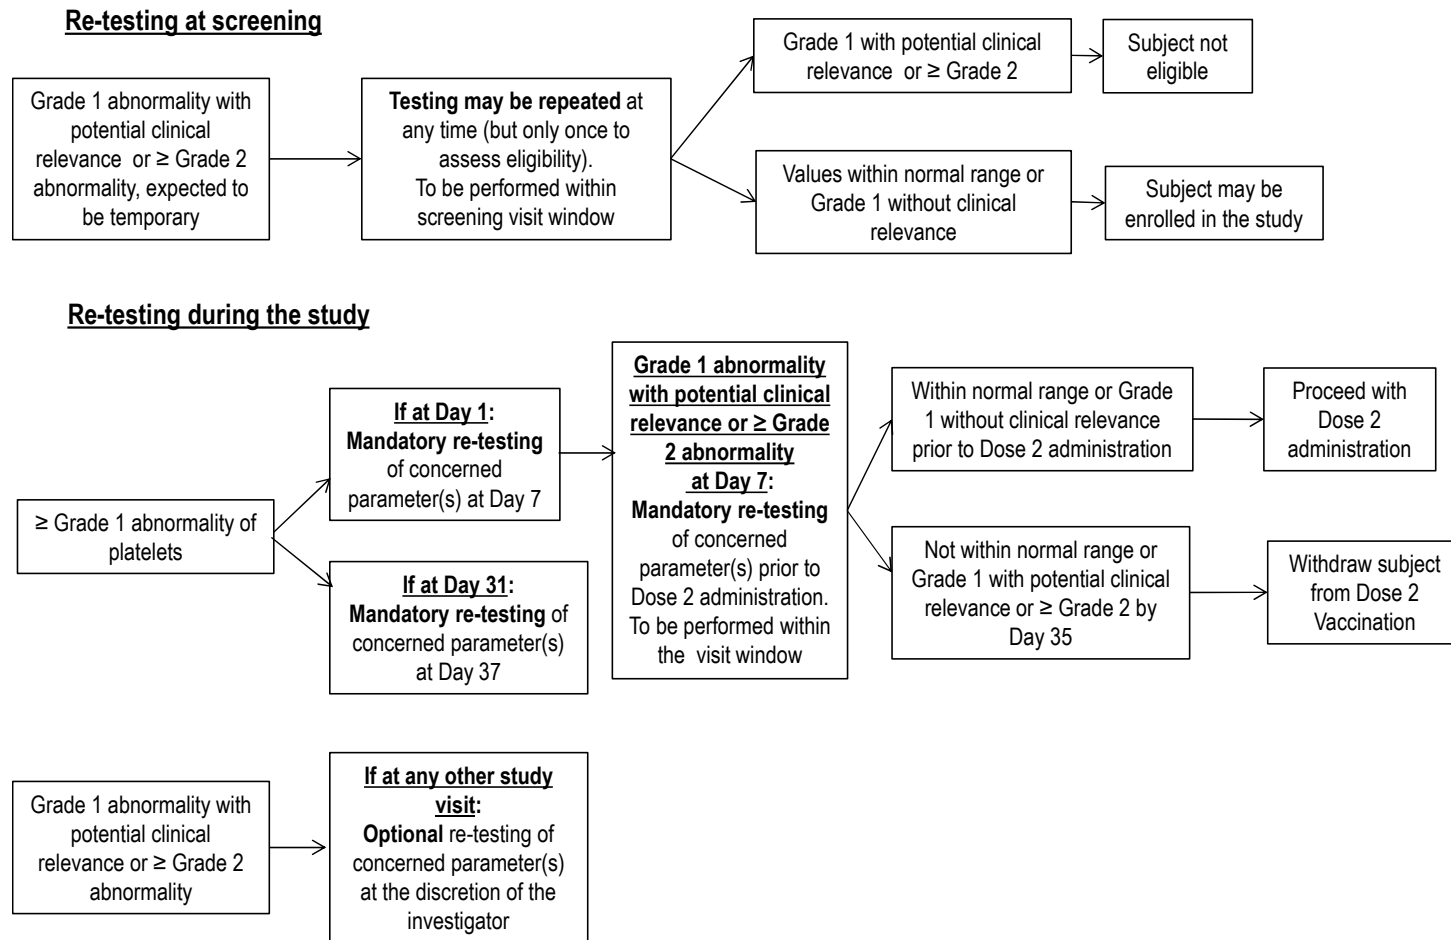 Re-testing at screening
Grade 1 abnormality with
potential clinical
relevance or ≥ Grade 2
abnormality, expected to
be temporary
Testing may be repeated at
any time (but only once to
assess eligibility).
To be performed within
screening visit window
Grade 1 with potential clinical
relevance or ≥ Grade 2
Subject not
eligible
Values within normal range or
Grade 1 without clinical
relevance
Subject may be
enrolled in the study
Re-testing during the study
≥ Grade 1 abnormality of
platelets
If at Day 1:
Mandatory re-testing
of concerned
parameter(s) at Day 7
If at Day 31:
Mandatory re-testing of
concerned parameter(s)
at Day 37
Grade 1 abnormality
with potential clinical
relevance or ≥ Grade
2 abnormality
at Day 7:
Mandatory re-testing
of concerned
parameter(s) prior to
Dose 2 administration.
To be performed within
the visit window
Within normal range or Grade
1 without clinical relevance
prior to Dose 2 administration
Proceed with
Dose 2
administration
Not within normal range or
Grade 1 with potential clinical
relevance or ≥ Grade 2 by
Day 35
Withdraw subject
from Dose 2
Vaccination
Grade 1 abnormality with
potential clinical
relevance or ≥ Grade 2
abnormality
If at any other study
visit:
Optional re-testing of
concerned parameter(s)
at the discretion of the
investigator